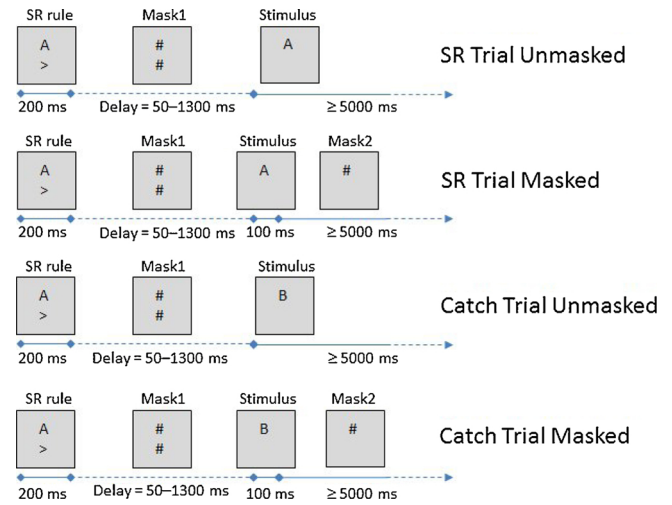 SR rule Mask1 Stimulus
A # A
> #
SR Trial Unmasked
200 ms Delay = 50–1300 ms ≥ 5000 ms
SR rule Mask1 Stimulus Mask2
A # A #
> #
SR Trial Masked
200 ms Delay = 50–1300 ms 100 ms ≥ 5000 ms
SR rule Mask1 Stimulus
A # B
> #
Catch Trial Unmasked
200 ms Delay = 50–1300 ms ≥ 5000 ms
SR rule Mask1 Stimulus Mask2
A # B #
> #
Catch Trial Masked
200 ms Delay = 50–1300 ms 100 ms ≥ 5000 ms